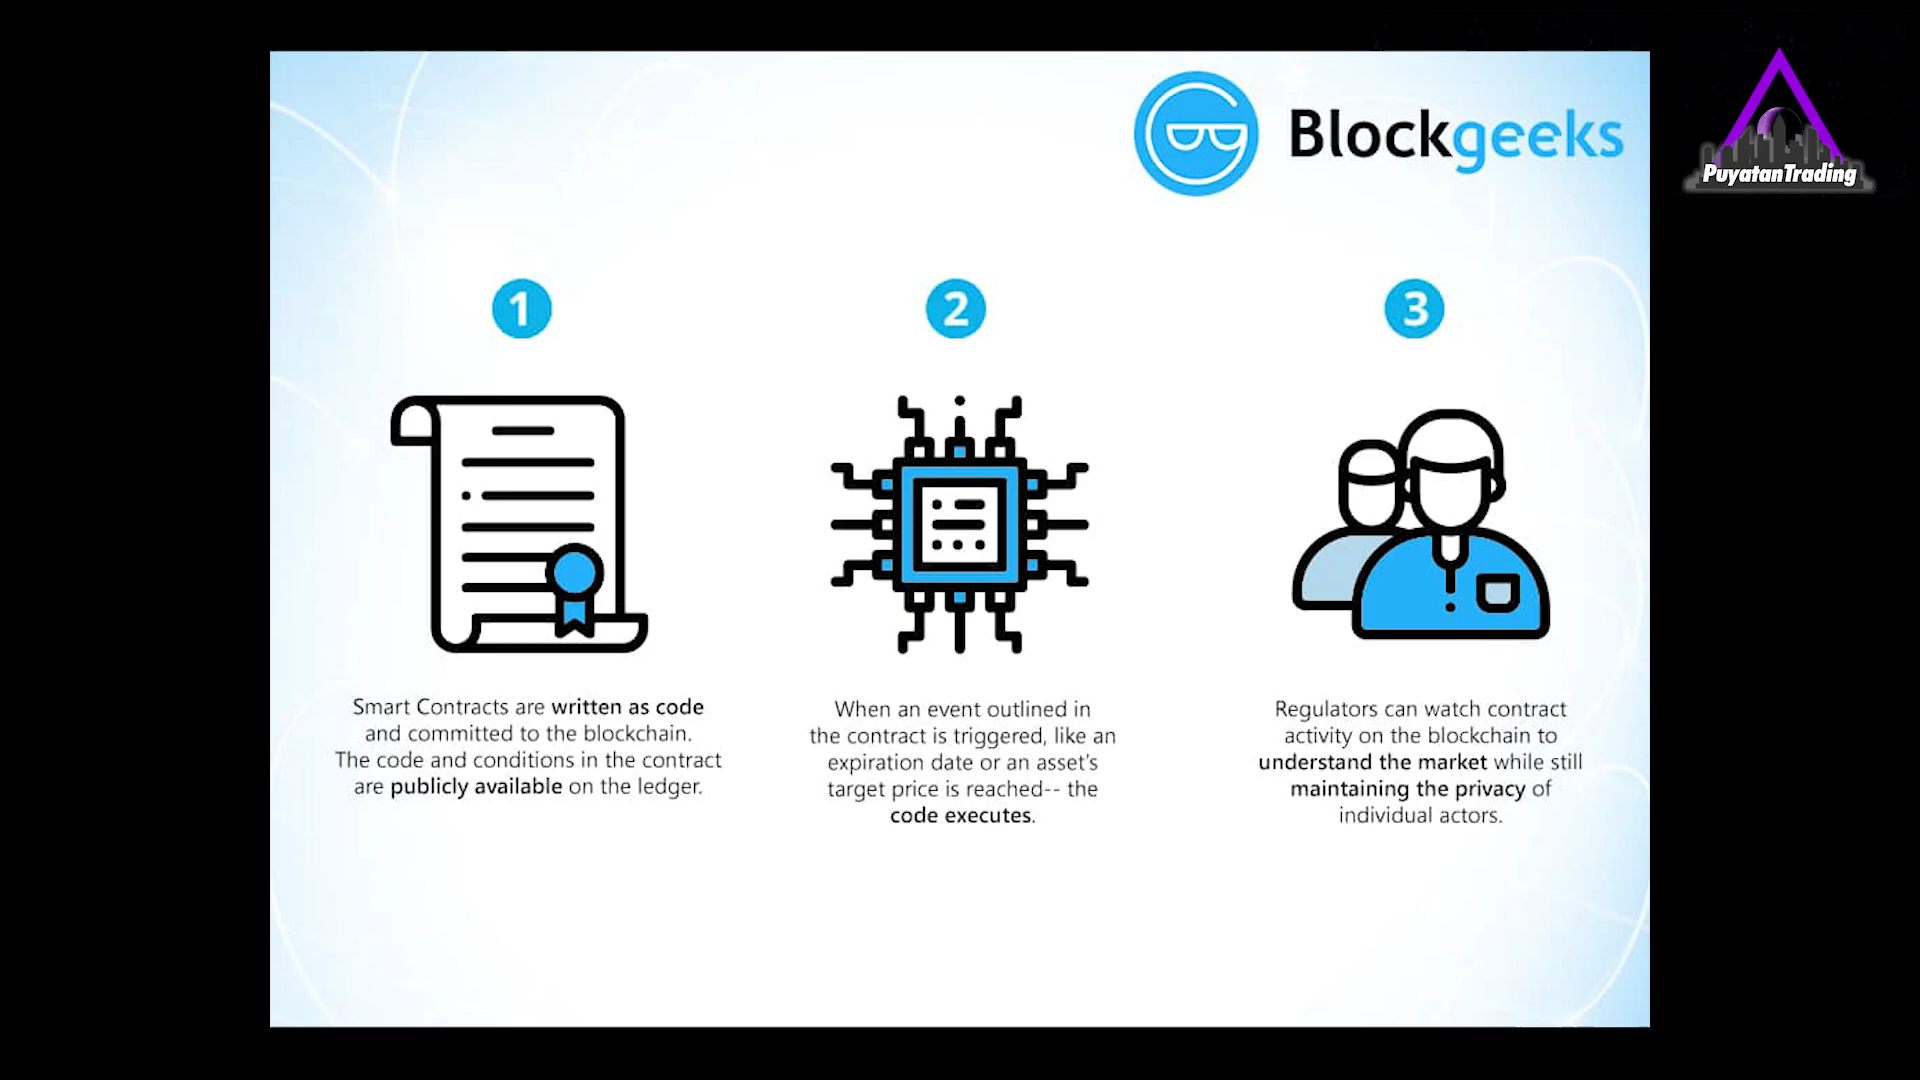 Blockgeeks
PuyatanTrading
1
2
3
Smart Contracts are written as code
and committed to the blockchain.
The code and conditions in the contract
are publicly available on the ledger.
When an event outlined in
the contract is triggered, like an
expiration date or an asset's
target price is reached-- the
code executes.
Regulators can watch contract
activity on the blockchain to
understand the market while still
maintaining the privacy of
individual actors.